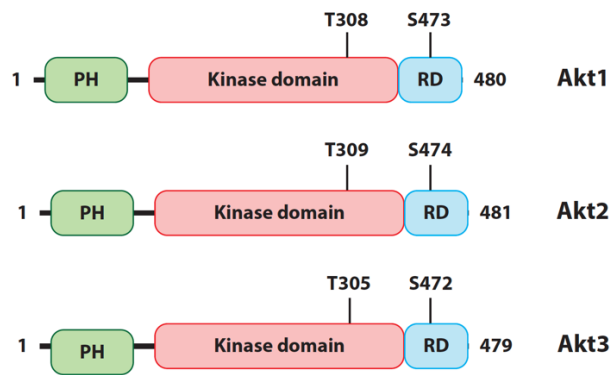 T308 S473
1 PH Kinase domain RD 480 Akt1
T309 S474
1 PH Kinase domain RD 481 Akt2
T305 S472
1 PH Kinase domain RD 479 Akt3